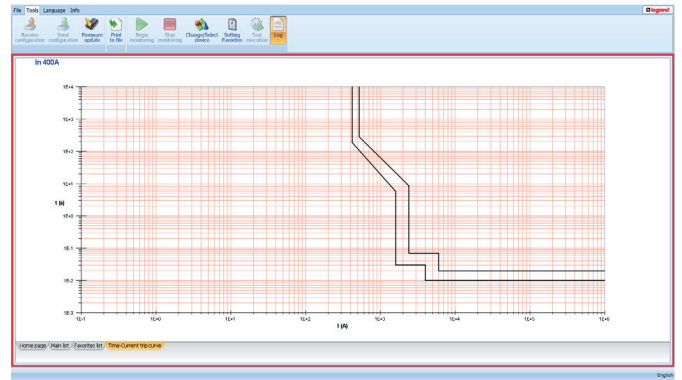 File Tools Language Info
legrand
Receive configuration
Send configuration
Firmware update
Print to file
Begin monitoring
Stop monitoring
Change/Select device
Setting Favorites
Test execution
Log
In 400A
1E+4
1E+3
1E+2
1E+1
t (s)
1E+0
1E-1
1E-2
1E-3
1E-1 1E+0 1E+1 1E+2 1E+3 1E+4 1E+5 1E+6
I (A)
Home page Main list Favorites list Time-Current trip curve
English